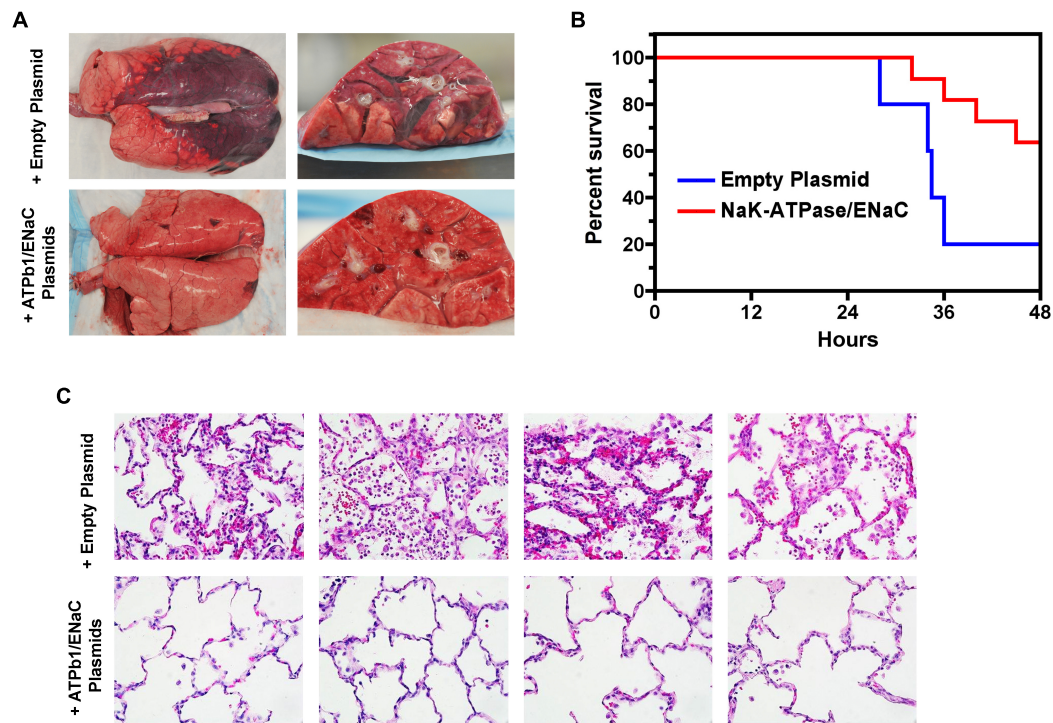 A
+ Empty Plasmid
+ ATPb1/ENaC
Plasmids
B
Percent survival
100
80
60
40
20
0
Empty Plasmid
NaK-ATPase/ENaC
0
12
24
36
48
Hours
C
+ Empty Plasmid
+ ATPb1/ENaC
Plasmids